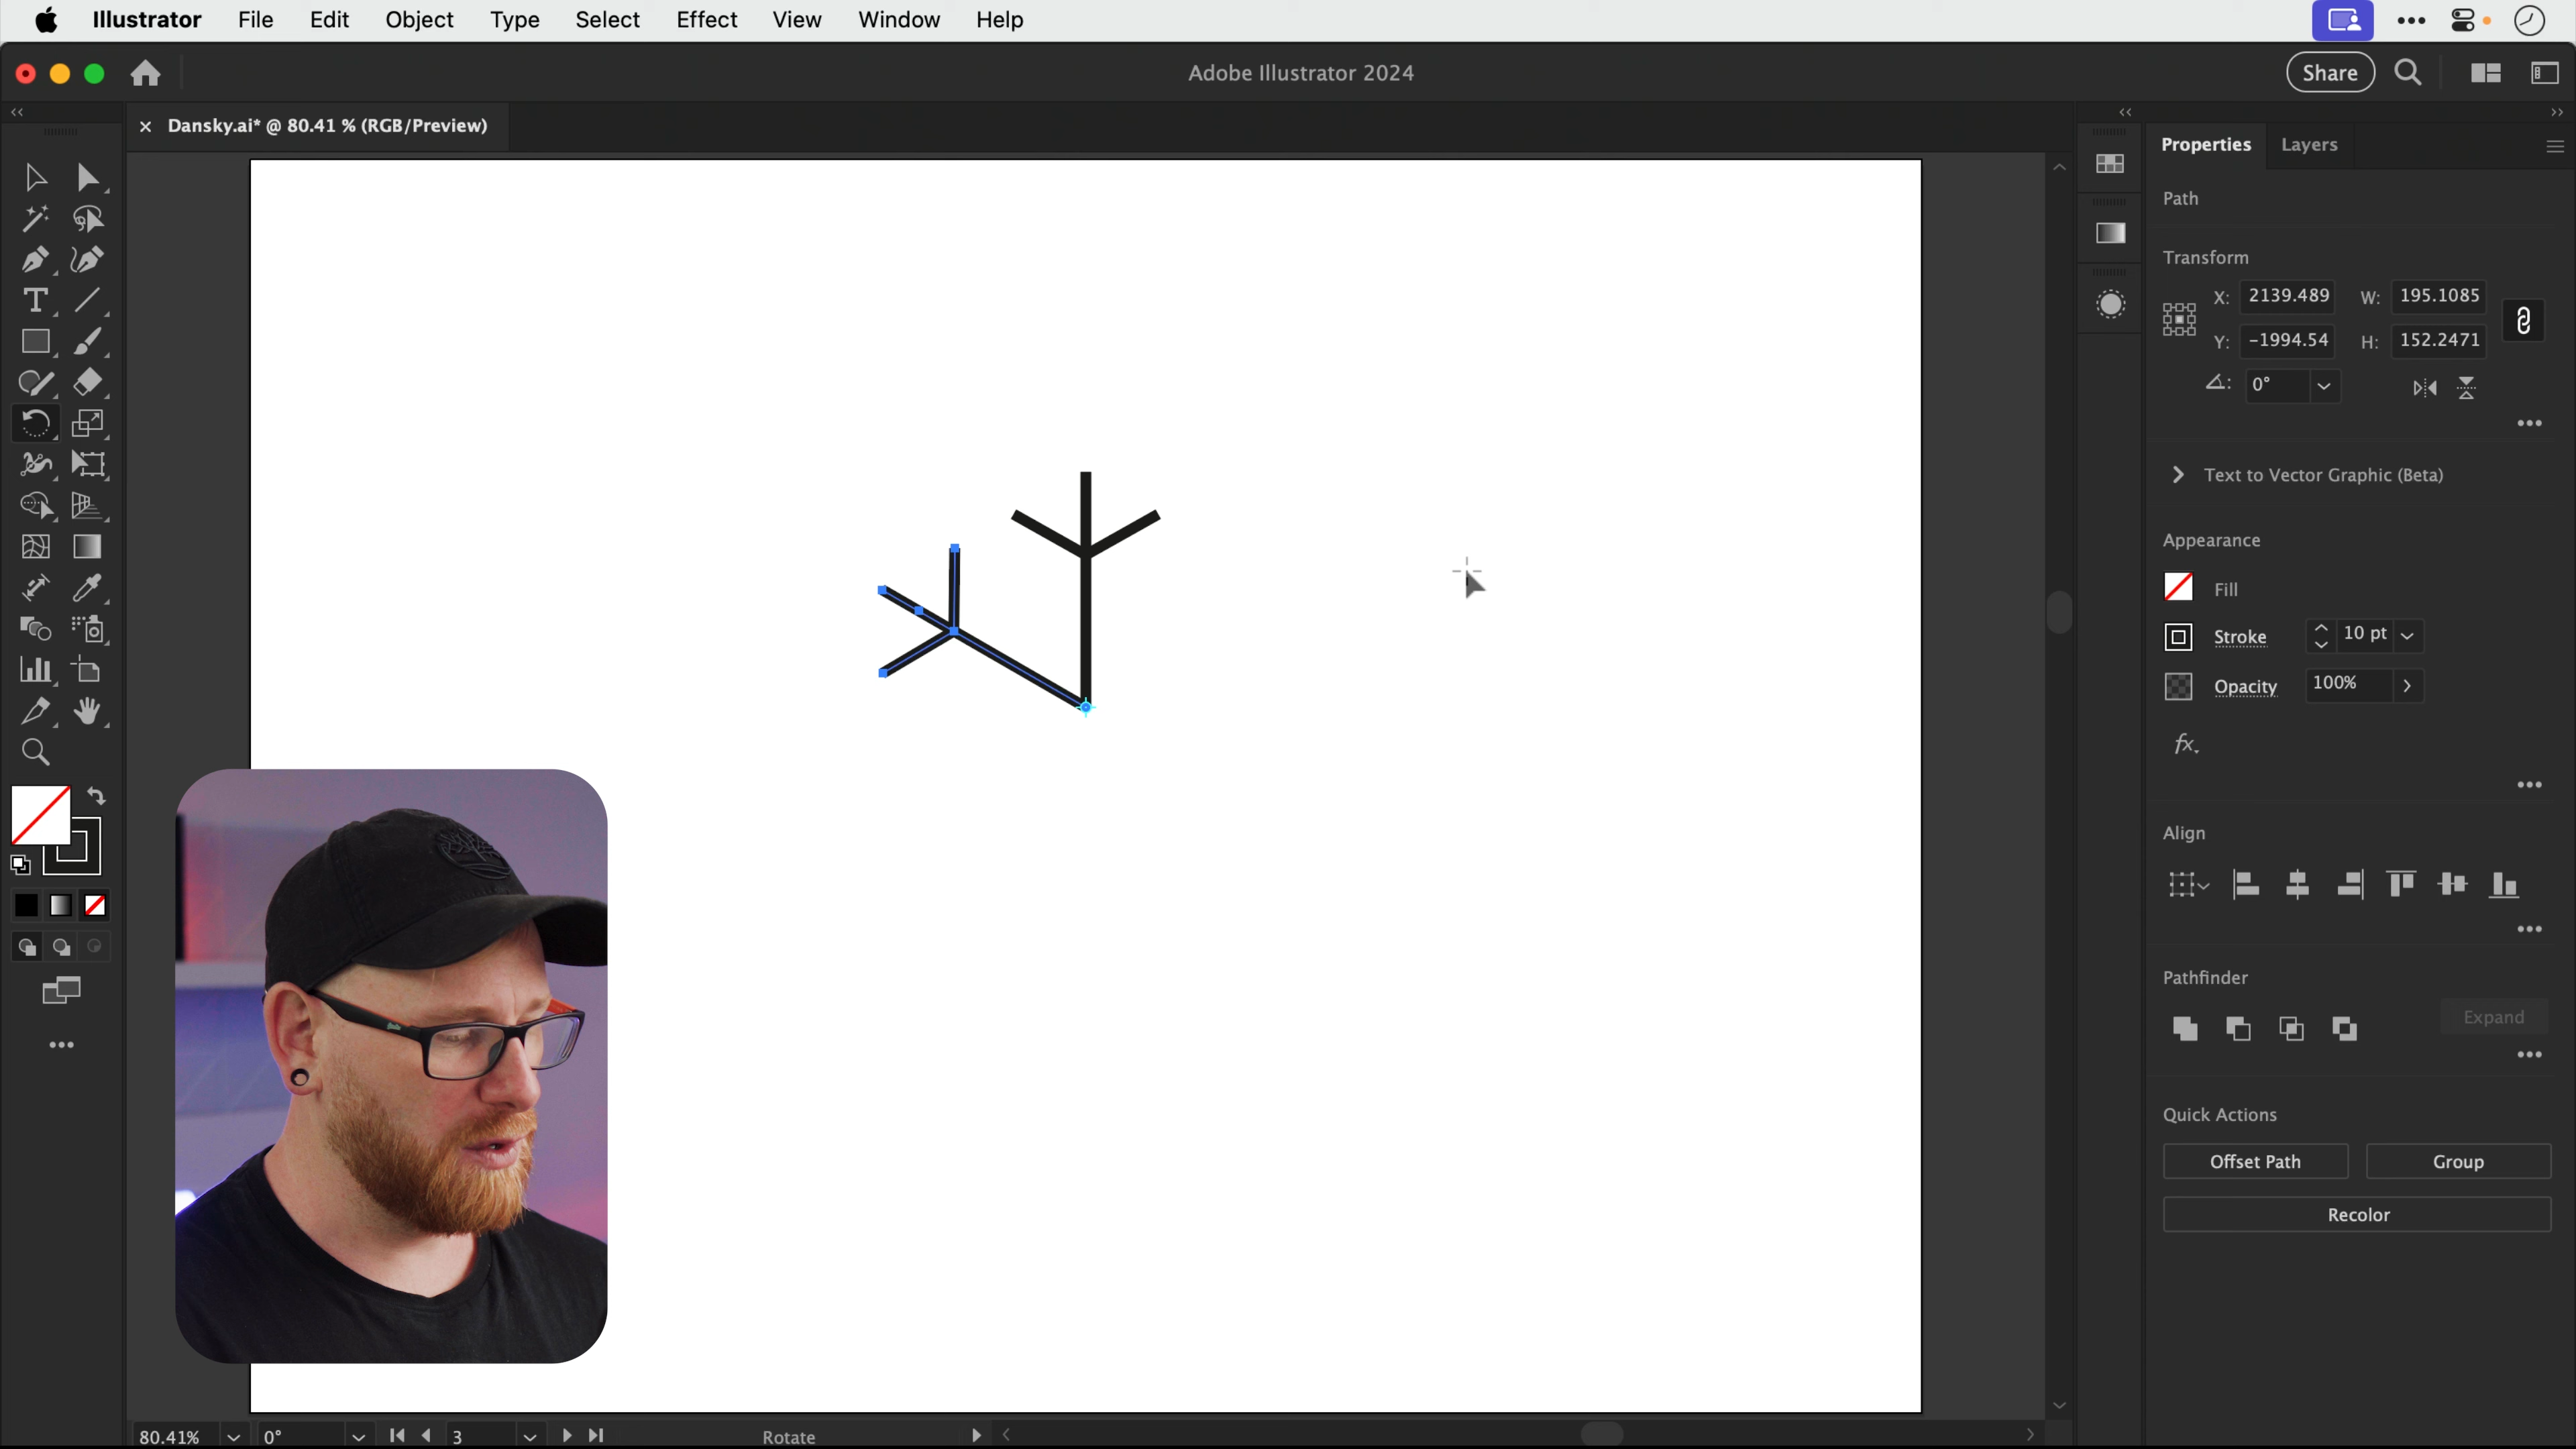 Illustrator File Edit Object Type Select Effect View Window Help
Adobe Illustrator 2024
Share
Dansky.ai* @ 80.41 % (RGB/Preview)
Properties Layers
Path
Transform
X: 2139.489 W: 195.1085
Y: -1994.54 H: 152.2471
0°
Text to Vector Graphic (Beta)
Appearance
Fill
Stroke 10 pt
Opacity 100%
fx
Align
Pathfinder
Expand
Quick Actions
Offset Path Group
Recolor
80.41% 0° 3 Rotate